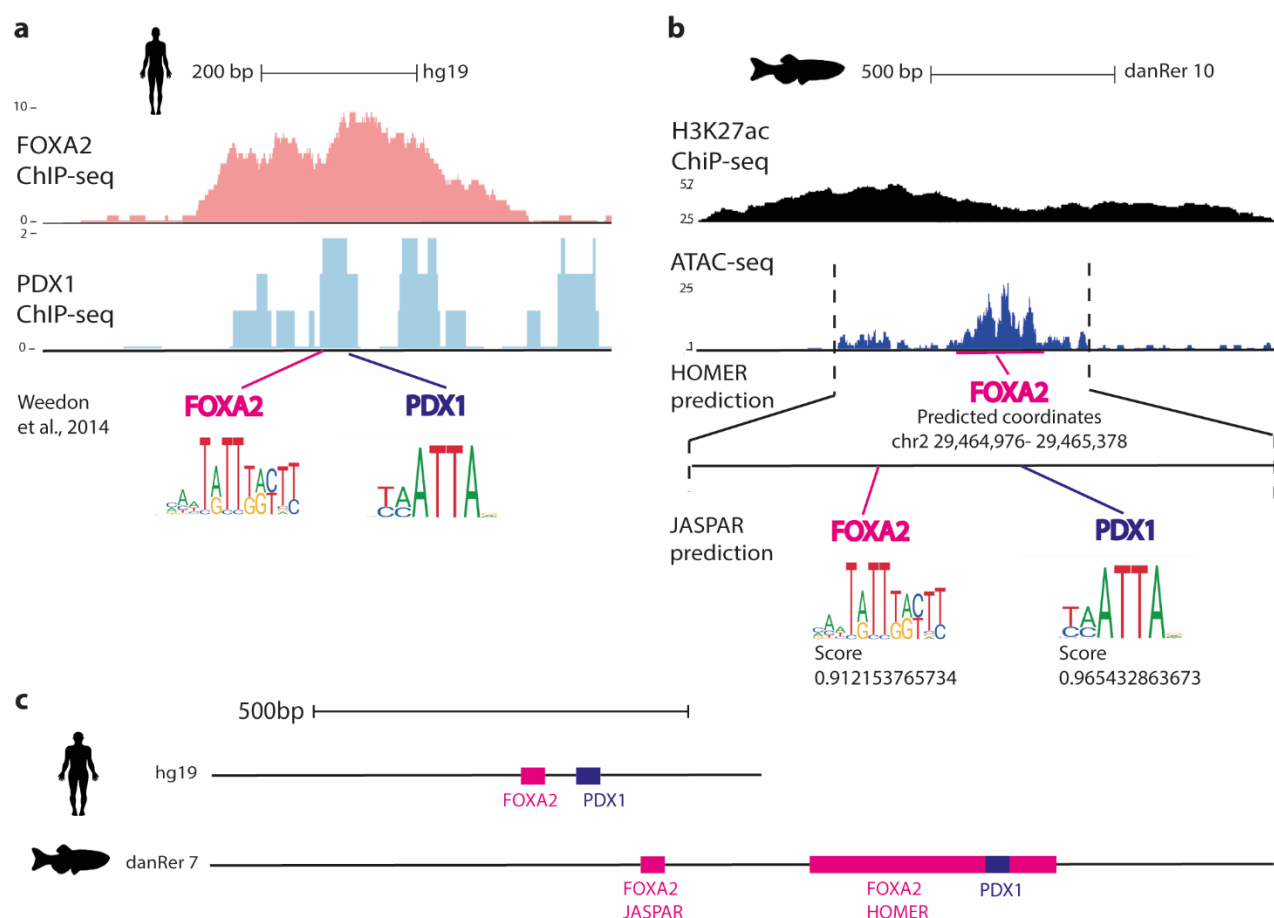 a
200 bp
hg19
10
FOXA2
ChIP-seq
0
2
PDX1
ChIP-seq
0
Weedon
et al., 2014
FOXA2
PDX1
b
500 bp
danRer 10
H3K27ac
ChiP-seq
57
25
ATAC-seq
25
1
HOMER
prediction
FOXA2
Predicted coordinates
chr2 29,464,976- 29,465,378
JASPAR
prediction
FOXA2
PDX1
Score
0.912153765734
Score
0.965432863673
c
500bp
hg19
FOXA2
PDX1
danRer 7
FOXA2
JASPAR
FOXA2
HOMER
PDX1